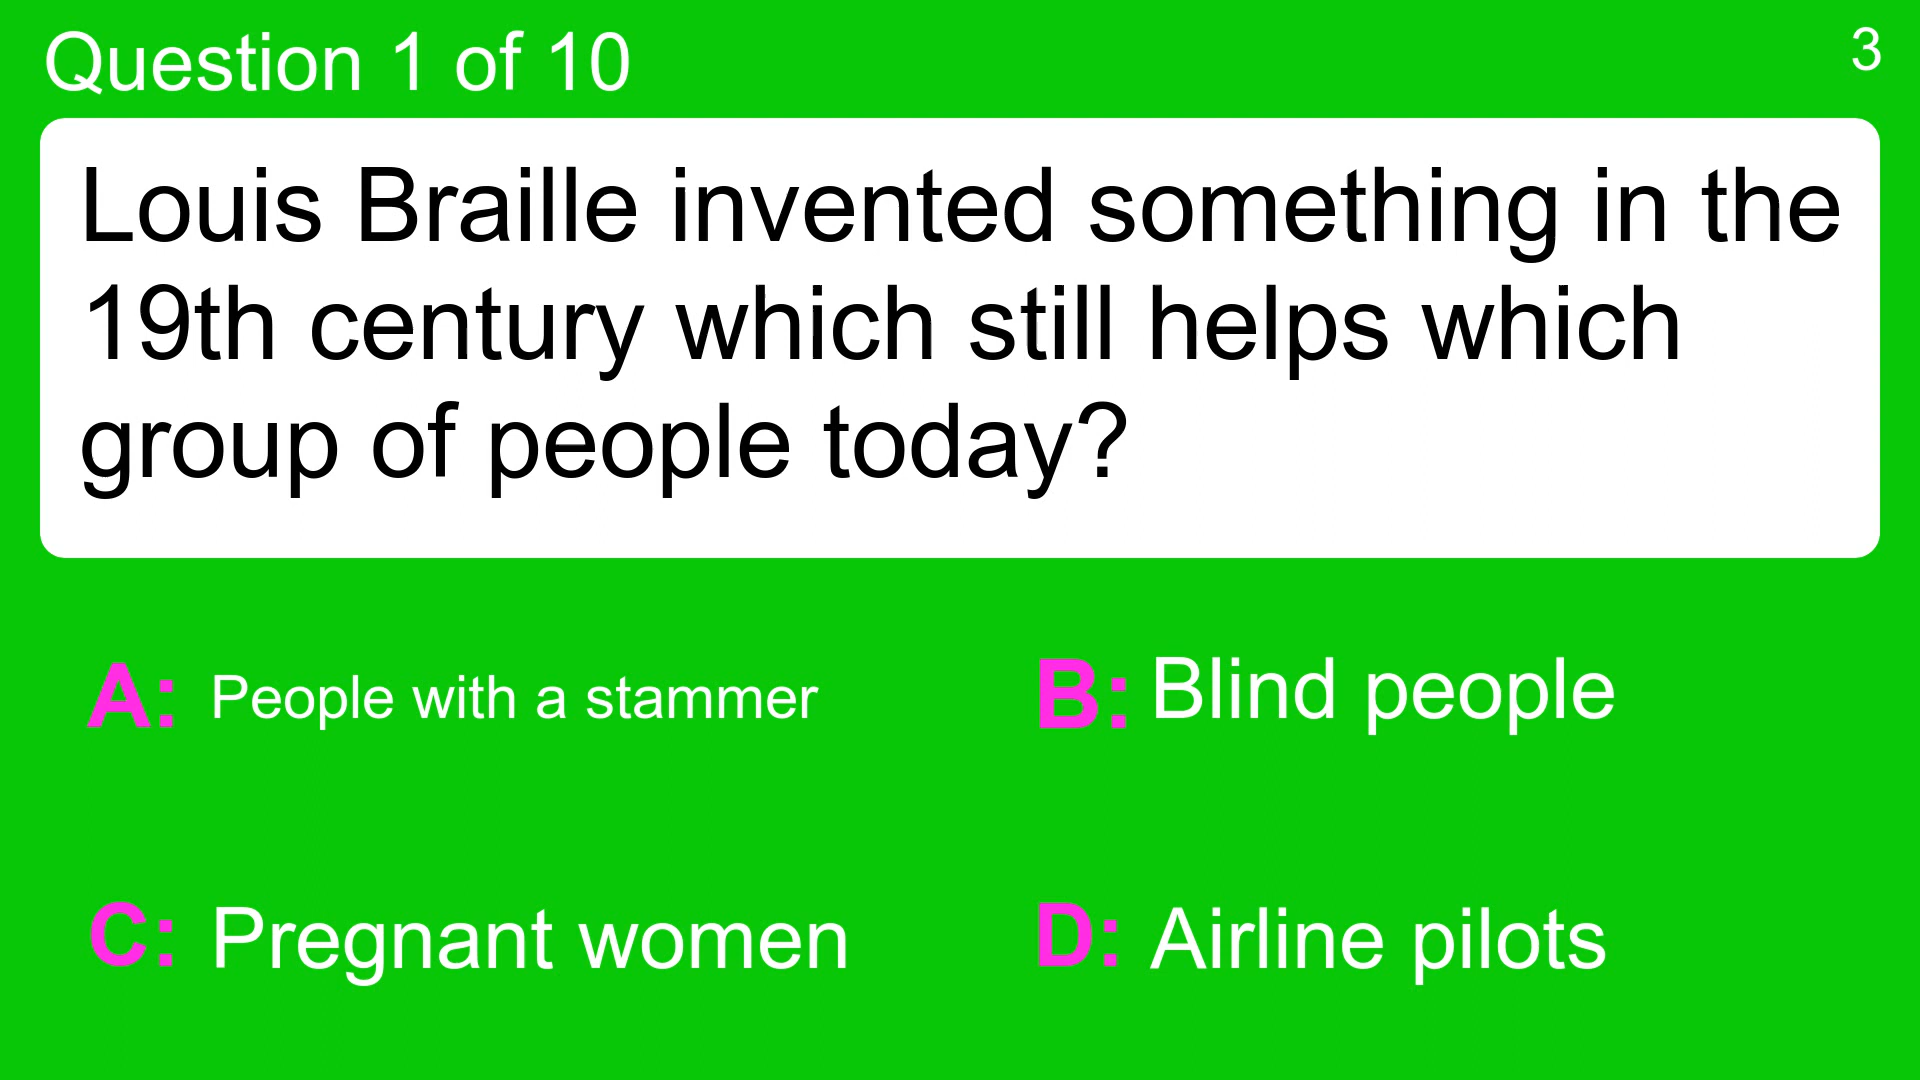 Question 1 of 10
3
Louis Braille invented something in the
19th century which still helps which
group of people today?
A: People with a stammer
B: Blind people
C: Pregnant women
D: Airline pilots